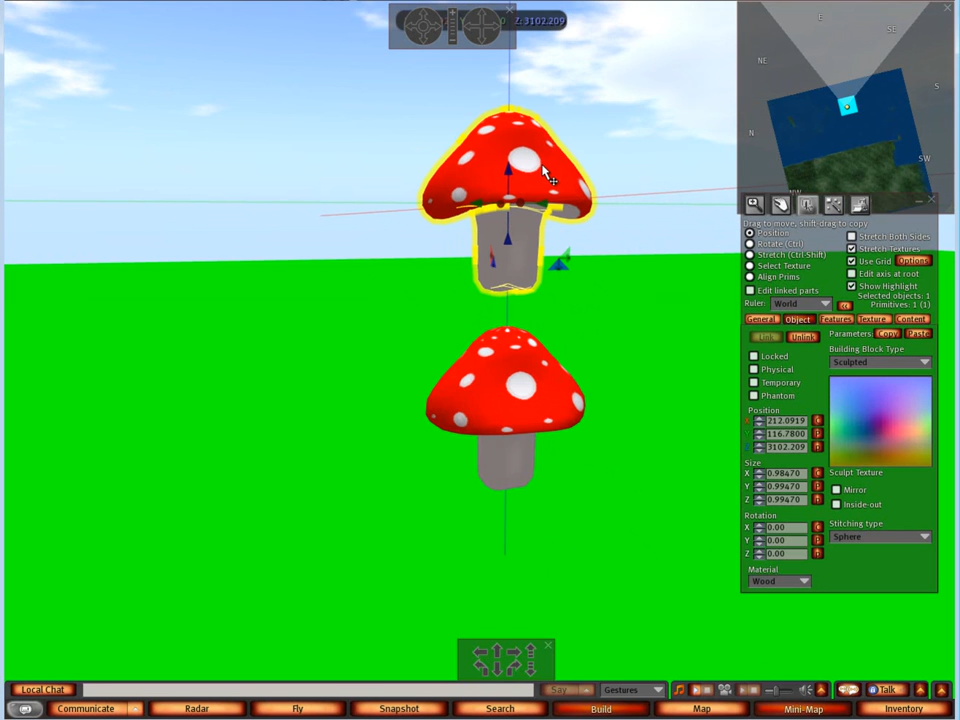 Z:3102.209
E
NE
SE
S
N
SW
NW
Drag to move, shift-drag to copy
Position
Rotate (Ctrl)
Stretch (Ctrl-Shift)
Select Texture
Align Prims
Edit linked parts
Stretch Both Sides
Stretch Textures
Use Grid Options
Edit axis at root
Show Highlight
Selected objects: 1
Primitives: 1 (1)
Ruler: World
General Object Features Texture Content
Link Unlink
Parameters: Copy Paste
Locked
Physical
Temporary
Phantom
Building Block Type
Sculpted
Position
X 212.0919
Y 116.7800
Z 3102.209
Size
X 0.98470
Y 0.99470
Z 0.99470
Sculpt Texture
Mirror
Inside-out
Rotation
X 0.00
Y 0.00
Z 0.00
Stitching type
Sphere
Material
Wood
Local Chat Say Gestures Talk
Communicate Radar Fly Snapshot Search Build Map Mini-Map Inventory